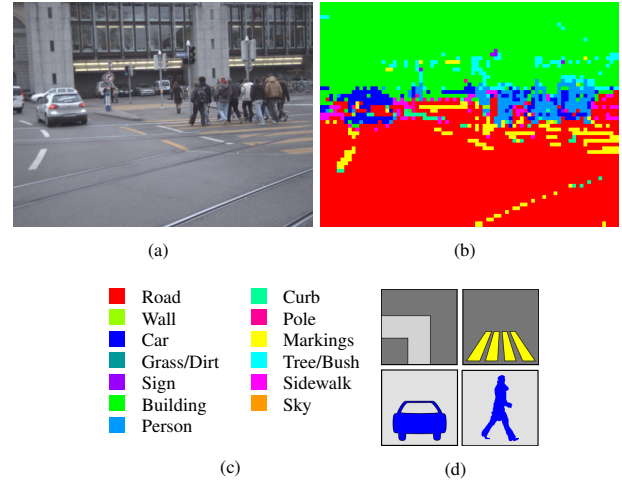 (a)
(b)
Road
Wall
Car
Grass/Dirt
Sign
Building
Person
Curb
Pole
Markings
Tree/Bush
Sidewalk
Sky
(c)
(d)